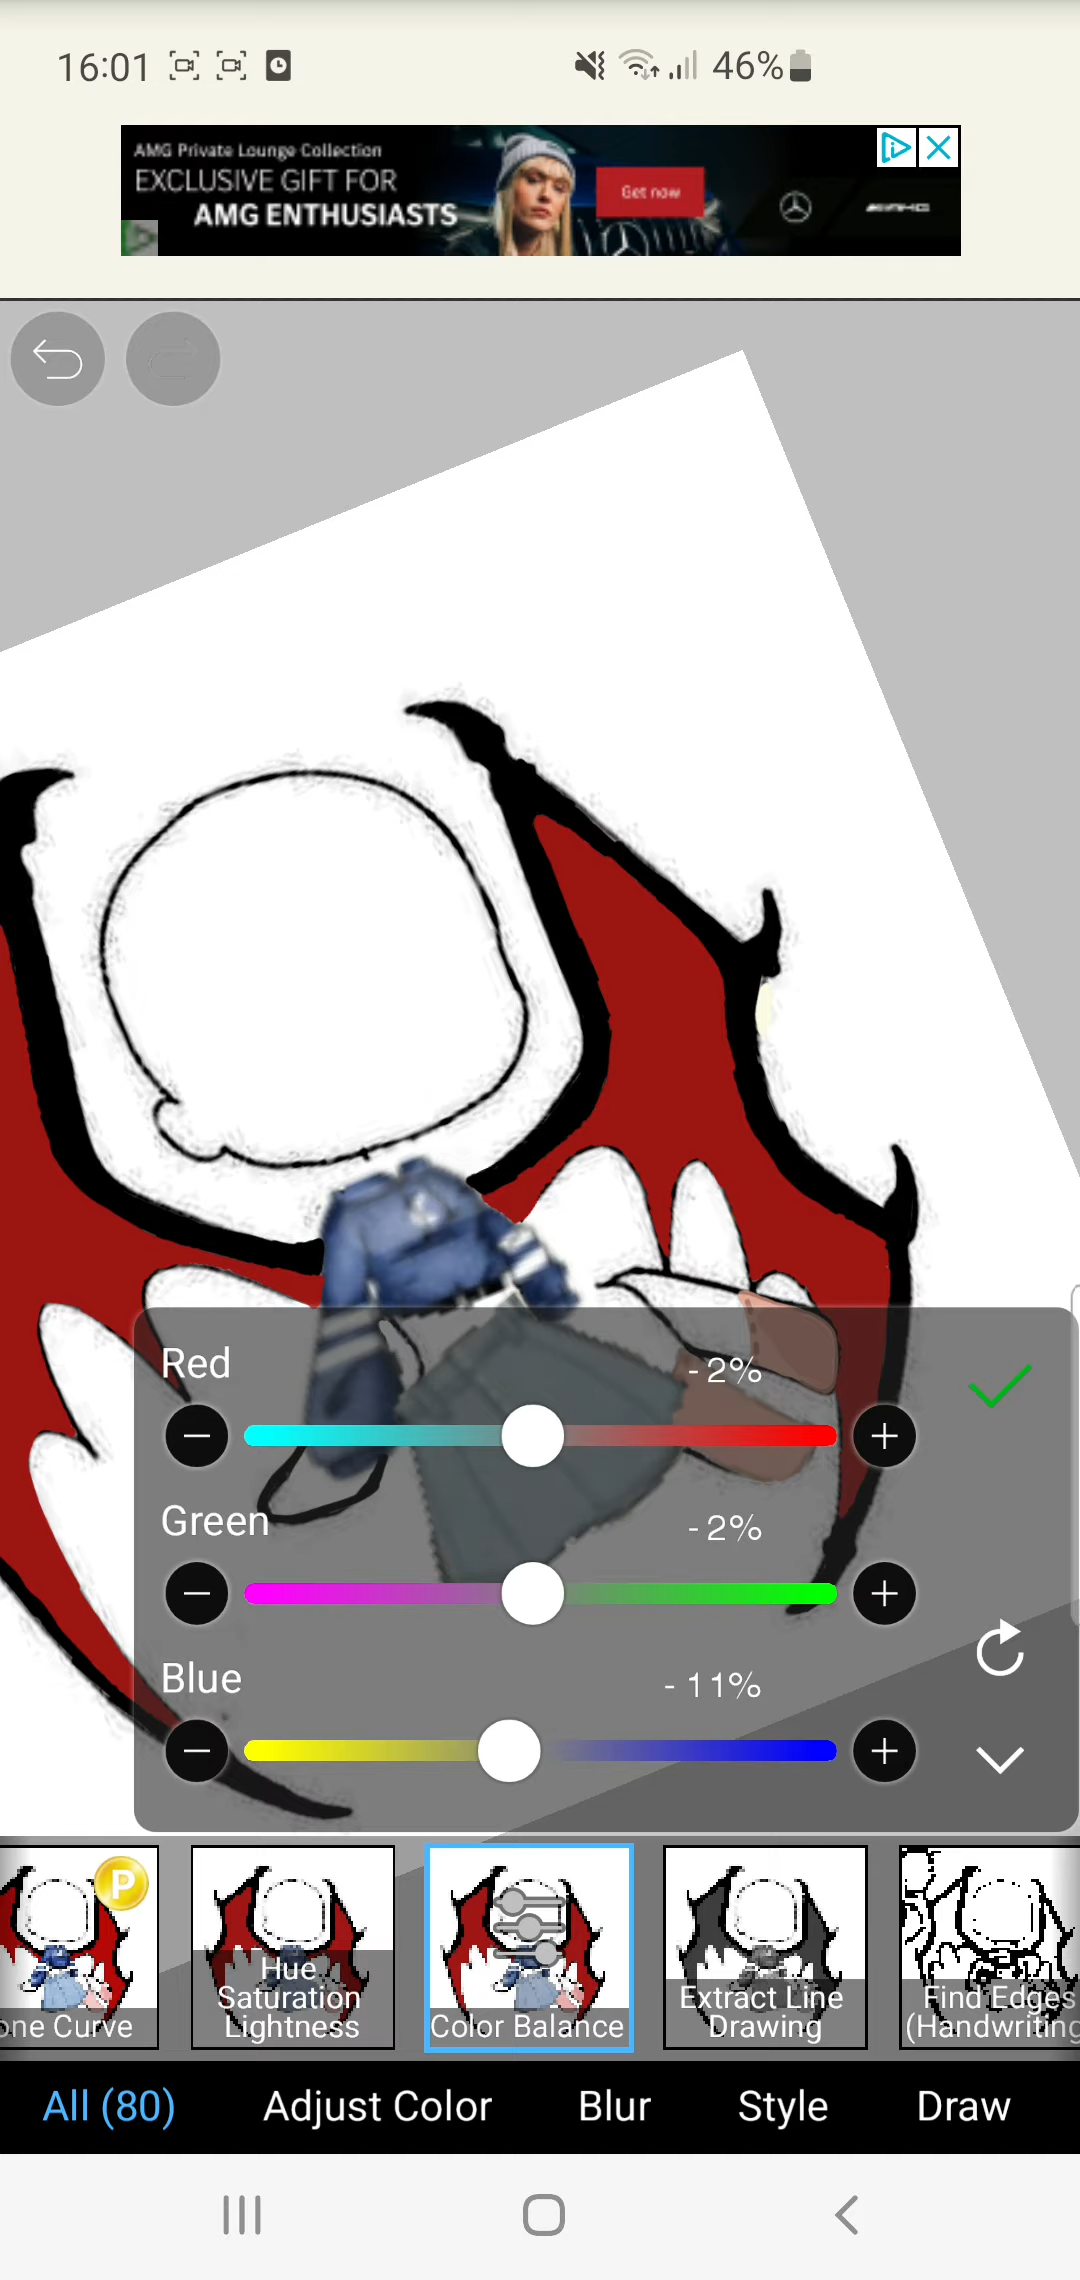 16:01
46%
AMG Private Lounge Collection
EXCLUSIVE GIFT FOR
AMG ENTHUSIASTS
Get now
AMG
Red
-2%
Green
-2%
Blue
-11%
P
one Curve
Hue
Saturation
Lightness
Color Balance
Extract Line
Drawing
Find Edges
(Handwriting
All (80)
Adjust Color
Blur
Style
Draw